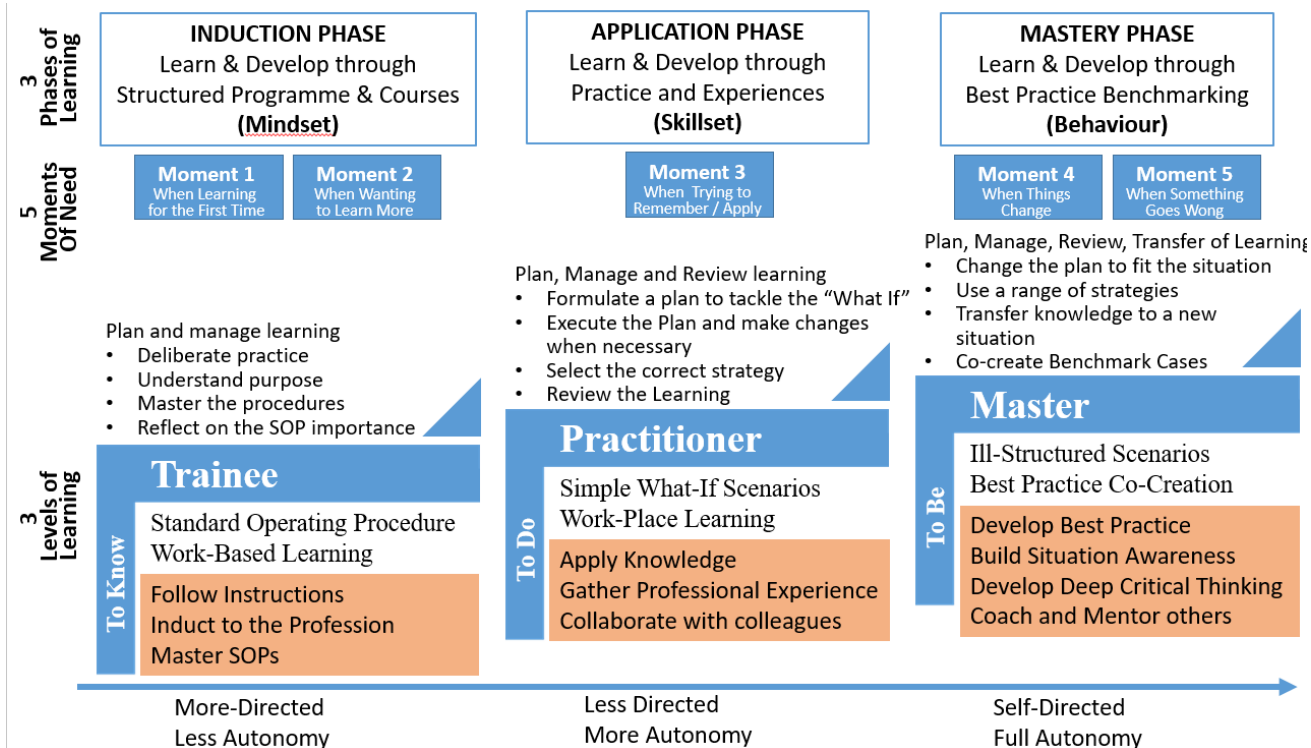 3
Phases of
Learning
INDUCTION PHASE
Learn & Develop through
Structured Programme & Courses
(Mindset)
APPLICATION PHASE
Learn & Develop through
Practice and Experiences
(Skillset)
MASTERY PHASE
Learn & Develop through
Best Practice Benchmarking
(Behaviour)
5
Moments
Of Need
Moment 1
When Learning
for the First Time
Moment 2
When Wanting
to Learn More
Moment 3
When Trying to
Remember / Apply
Moment 4
When Things
Change
Moment 5
When Something
Goes Wong
3
Levels of
Learning
Plan and manage learning
• Deliberate practice
• Understand purpose
• Master the procedures
• Reflect on the SOP importance
To Know
Trainee
Standard Operating Procedure
Work-Based Learning
Follow Instructions
Induct to the Profession
Master SOPs
Plan, Manage and Review learning
• Formulate a plan to tackle the “What If”
• Execute the Plan and make changes
when necessary
• Select the correct strategy
• Review the Learning
To Do
Practitioner
Simple What-If Scenarios
Work-Place Learning
Apply Knowledge
Gather Professional Experience
Collaborate with colleagues
Plan, Manage, Review, Transfer of Learning
• Change the plan to fit the situation
• Use a range of strategies
• Transfer knowledge to a new
situation
• Co-create Benchmark Cases
To Be
Master
Ill-Structured Scenarios
Best Practice Co-Creation
Develop Best Practice
Build Situation Awareness
Develop Deep Critical Thinking
Coach and Mentor others
More-Directed
Less Autonomy
Less Directed
More Autonomy
Self-Directed
Full Autonomy